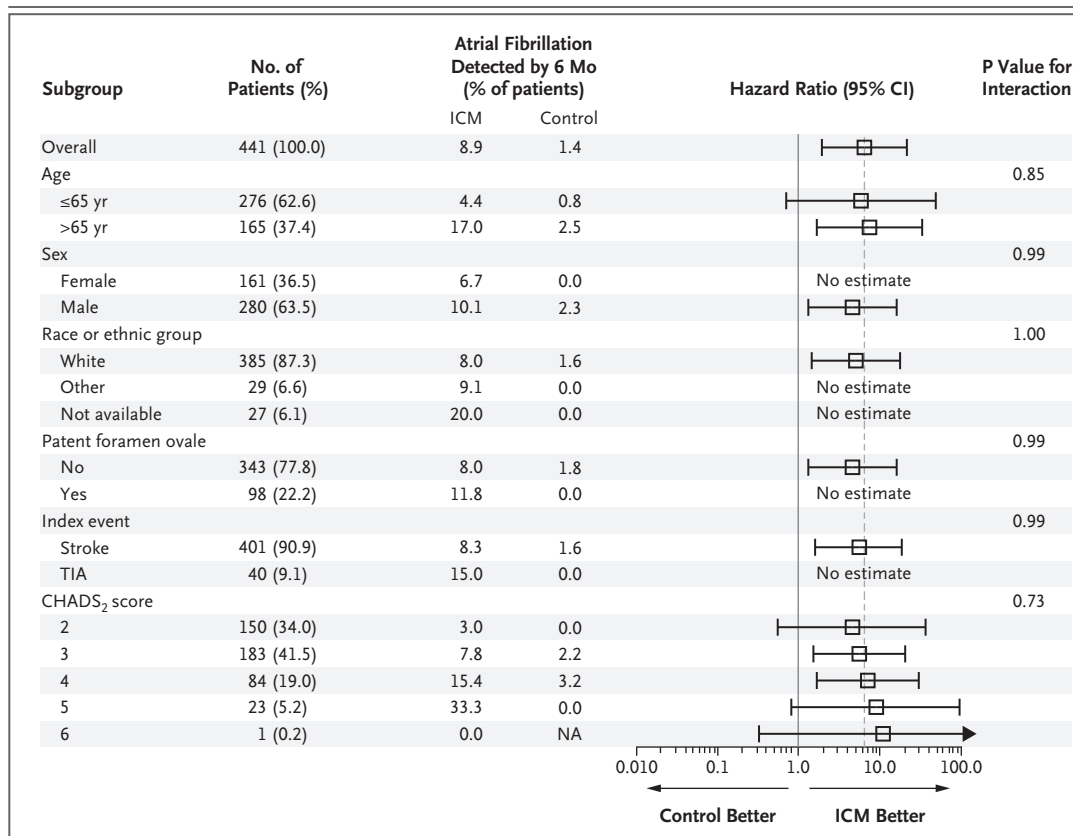 Subgroup No. of Patients (%) Atrial Fibrillation Detected by 6 Mo (% of patients) Hazard Ratio (95% CI) P Value for Interaction
ICM Control
Overall 441 (100.0) 8.9 1.4
Age 0.85
≤65 yr 276 (62.6) 4.4 0.8
>65 yr 165 (37.4) 17.0 2.5
Sex 0.99
Female 161 (36.5) 6.7 0.0 No estimate
Male 280 (63.5) 10.1 2.3
Race or ethnic group 1.00
White 385 (87.3) 8.0 1.6
Other 29 (6.6) 9.1 0.0 No estimate
Not available 27 (6.1) 20.0 0.0 No estimate
Patent foramen ovale 0.99
No 343 (77.8) 8.0 1.8
Yes 98 (22.2) 11.8 0.0 No estimate
Index event 0.99
Stroke 401 (90.9) 8.3 1.6
TIA 40 (9.1) 15.0 0.0 No estimate
CHADS₂ score 0.73
2 150 (34.0) 3.0 0.0
3 183 (41.5) 7.8 2.2
4 84 (19.0) 15.4 3.2
5 23 (5.2) 33.3 0.0
6 1 (0.2) 0.0 NA
0.010 0.1 1.0 10.0 100.0
Control Better ICM Better